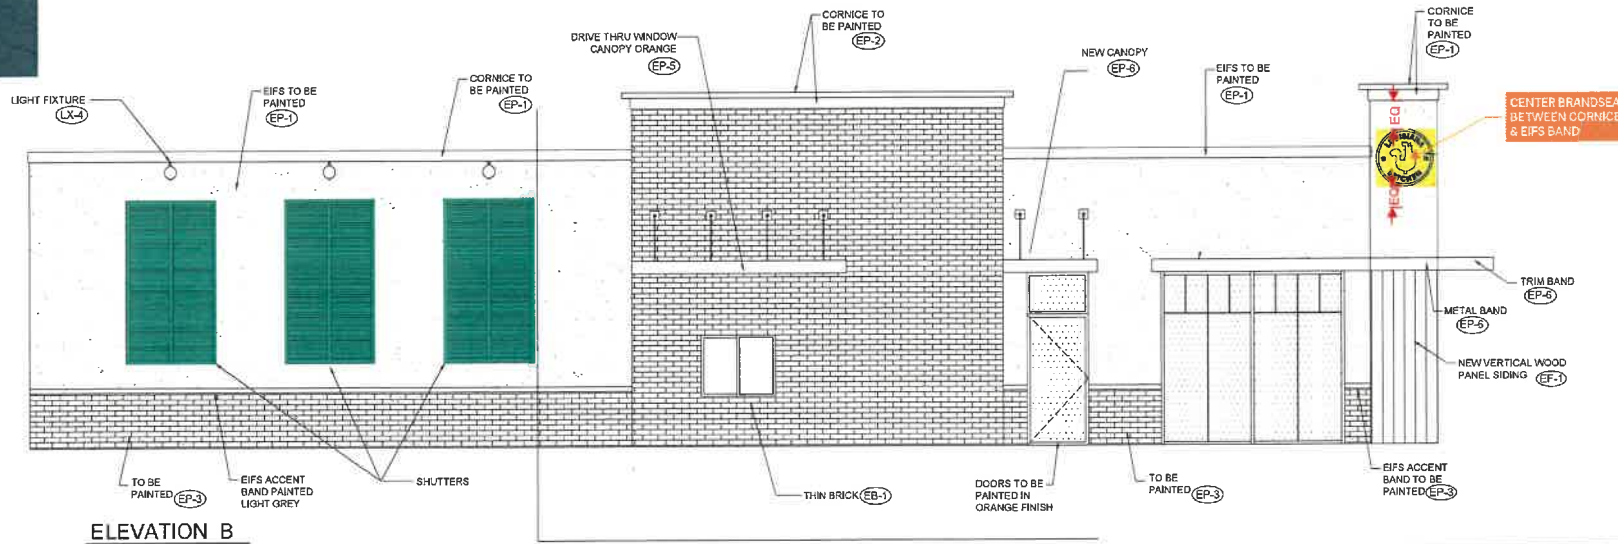 CORNICE TO
BE PAINTED
EP-2
CORNICE
TO BE
PAINTED
EP-1
DRIVE THRU WINDOW
CANOPY ORANGE
EP-5
NEW CANOPY
EP-6
EIFS TO BE
PAINTED
EP-1
CORNICE TO
BE PAINTED
EP-1
EIFS TO BE
PAINTED
EP-1
LIGHT FIXTURE
LX-4
EQ
EQ
LOUISIANA
KITCHEN
CENTER BRANDSEA
BETWEEN CORNICE
& EIFS BAND
TRIM BAND
EP-6
METAL BAND
EP-6
NEW VERTICAL WOOD
PANEL SIDING EF-1
TO BE
PAINTED EP-3
EIFS ACCENT
BAND PAINTED
LIGHT GREY
SHUTTERS
THIN BRICK EB-1
DOORS TO BE
PAINTED IN
ORANGE FINISH
TO BE
PAINTED EP-3
EIFS ACCENT
BAND TO BE
PAINTED EP-3
ELEVATION B